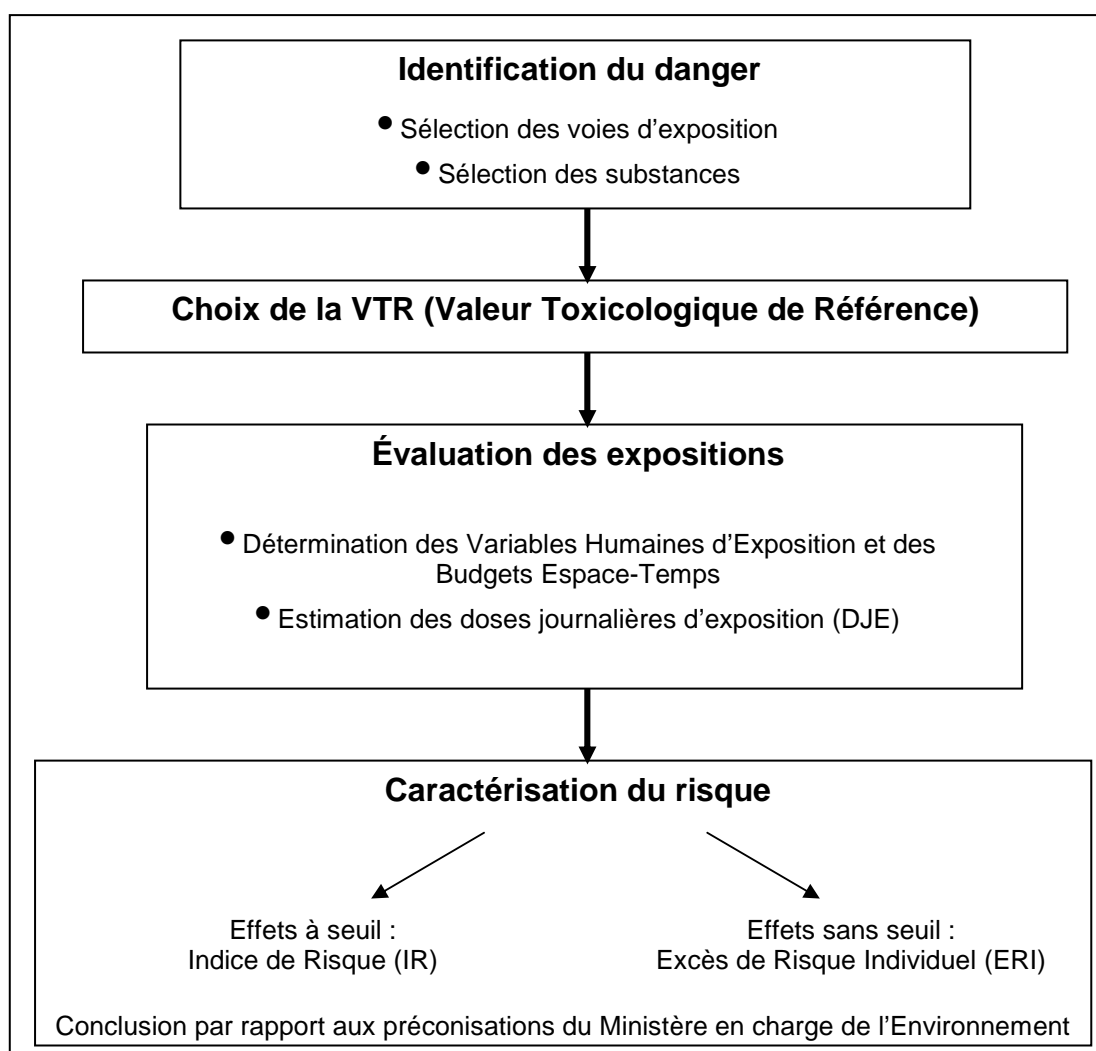 Identification du danger
• Sélection des voies d’exposition
• Sélection des substances
Choix de la VTR (Valeur Toxicologique de Référence)
Évaluation des expositions
• Détermination des Variables Humaines d’Exposition et des
Budgets Espace-Temps
• Estimation des doses journalières d’exposition (DJE)
Caractérisation du risque
Effets à seuil :
Indice de Risque (IR)
Effets sans seuil :
Excès de Risque Individuel (ERI)
Conclusion par rapport aux préconisations du Ministère en charge de l’Environnement